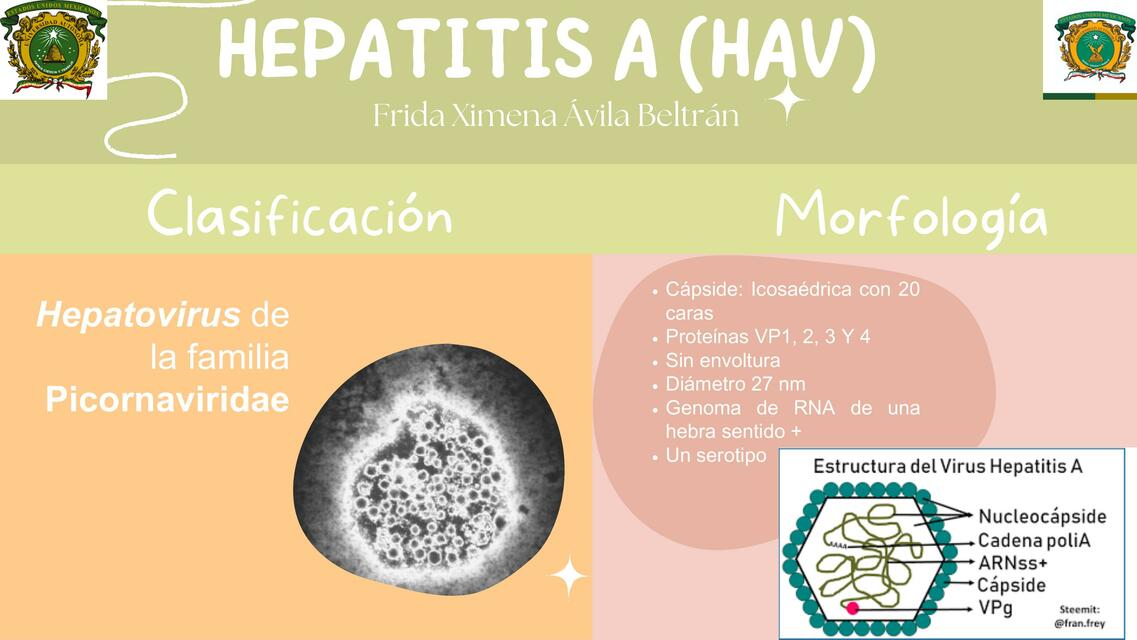 HEPATITIS A (HAV)
Frida Ximena Ávila Beltrán
Clasificación
Morfología
Hepatovirus de
la familia
Picornaviridae
• Cápside: Icosaédrica con 20
caras
• Proteínas VP1, 2, 3 Y 4
• Sin envoltura
• Diámetro 27 nm
• Genoma de RNA de una
hebra sentido +
• Un serotipo
Estructura del Virus Hepatitis A
Nucleocápside
Cadena poliA
ARNss+
Cápside
VPg
AAAA
Steemit:
@fran.frey